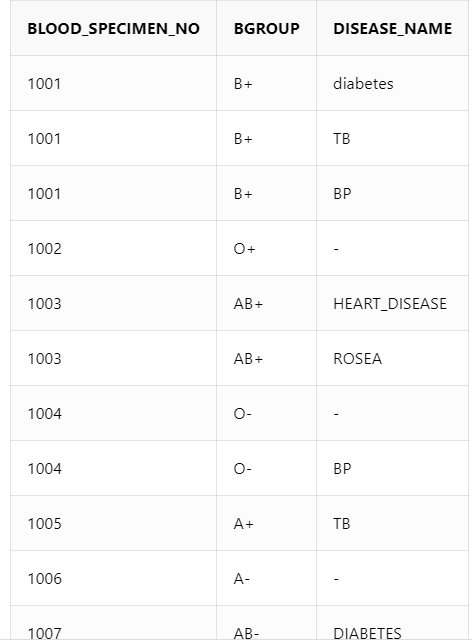 BLOOD_SPECIMEN_NO BGROUP DISEASE_NAME
1001 B+ diabetes
1001 B+ TB
1001 B+ BP
1002 O+ -
1003 AB+ HEART_DISEASE
1003 AB+ ROSEA
1004 O- -
1004 O- BP
1005 A+ TB
1006 A- -
1007 AB- DIABETES